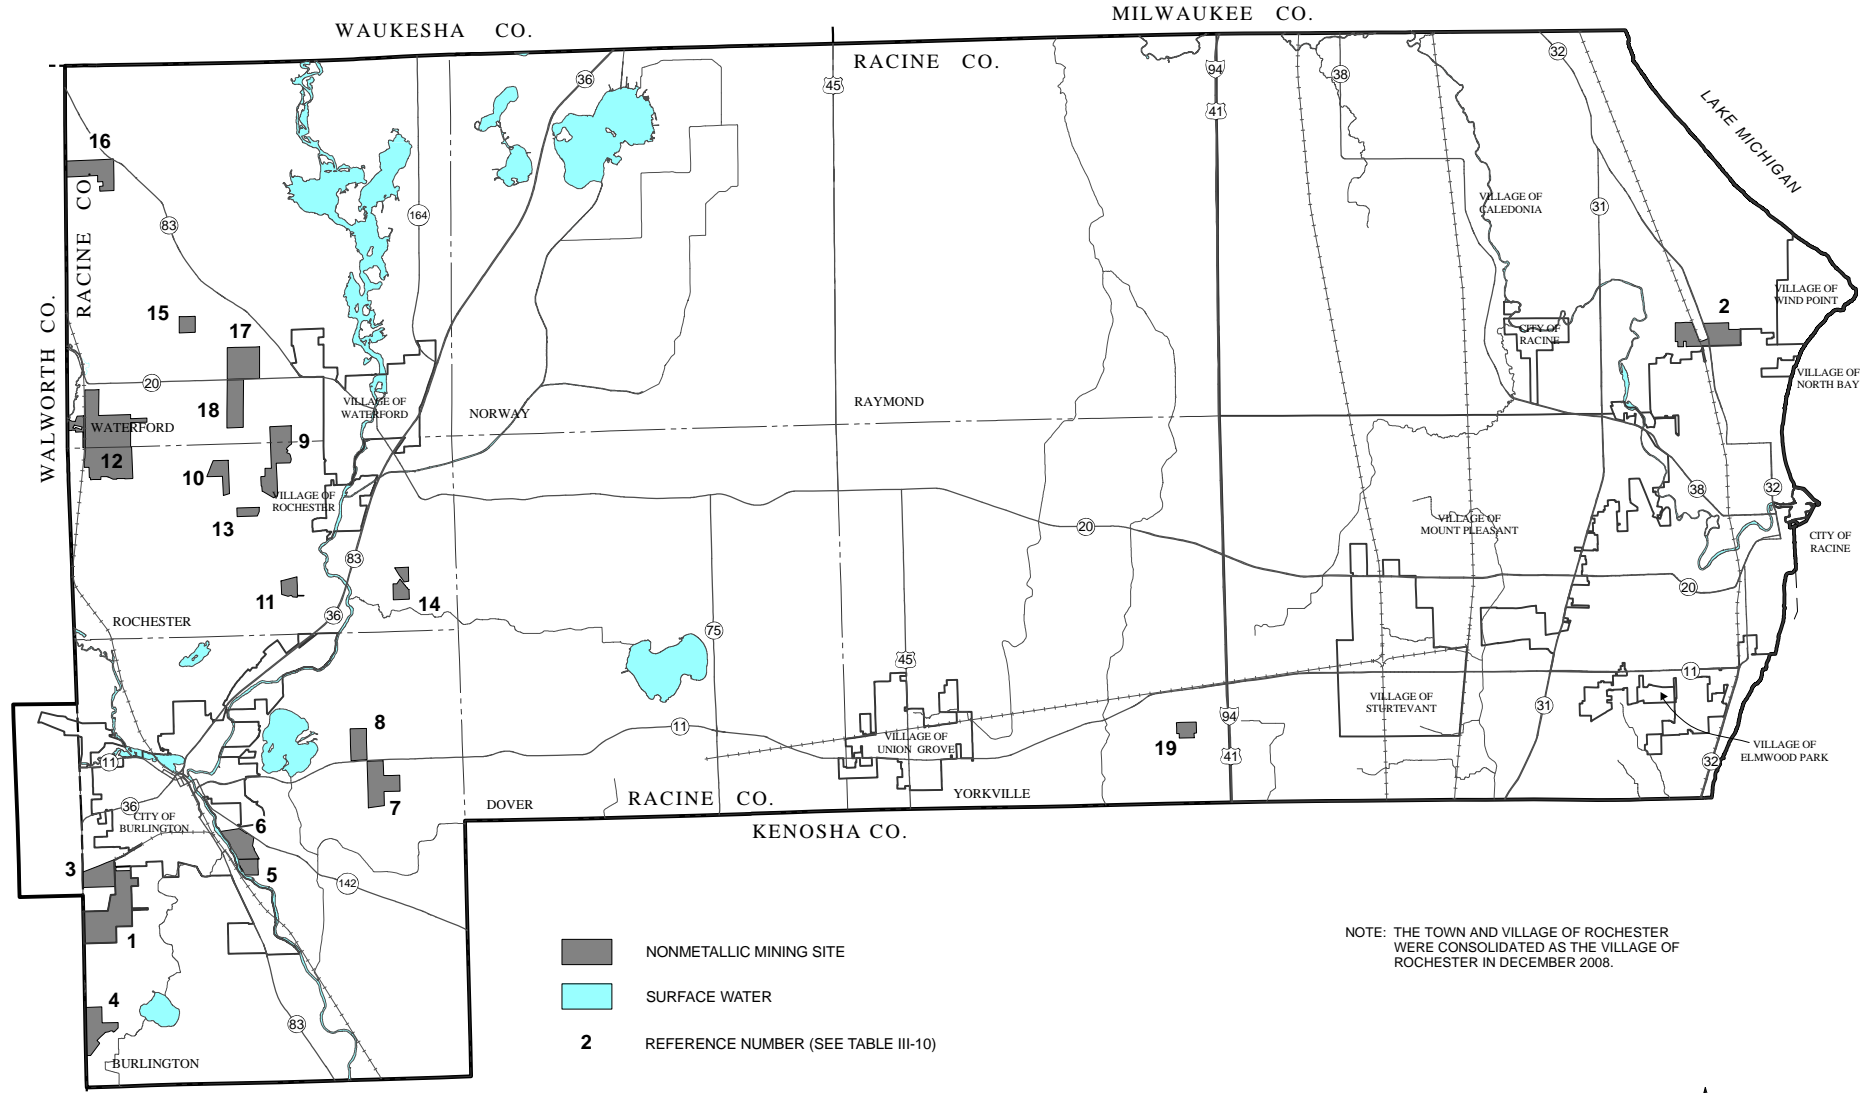 WAUKESHA CO.
MILWAUKEE CO.
RACINE CO.
36
45
94
41
38
32
LAKE MICHIGAN
16
RACINE CO.
83
164
VILLAGE OF
CALEDONIA
31
WALWORTH CO.
15
17
2
VILLAGE OF
WIND POINT
CITY OF
RACINE
20
18
VILLAGE OF
WATERFORD
NORWAY
RAYMOND
VILLAGE OF
NORTH BAY
WATERFORD
12
9
10
VILLAGE OF
ROCHESTER
13
38
32
20
VILLAGE OF
MOUNT PLEASANT
CITY OF
RACINE
83
11
14
36
20
ROCHESTER
75
45
11
8
11
VILLAGE OF
UNION GROVE
19
94
41
VILLAGE OF
STURTEVANT
31
VILLAGE OF
ELMWOOD PARK
32
11
7
DOVER
RACINE CO.
YORKVILLE
36
CITY OF
BURLINGTON
6
KENOSHA CO.
3
5
142
1
4
83
BURLINGTON
NONMETALLIC MINING SITE
SURFACE WATER
2 REFERENCE NUMBER (SEE TABLE III-10)
NOTE: THE TOWN AND VILLAGE OF ROCHESTER
WERE CONSOLIDATED AS THE VILLAGE OF
ROCHESTER IN DECEMBER 2008.